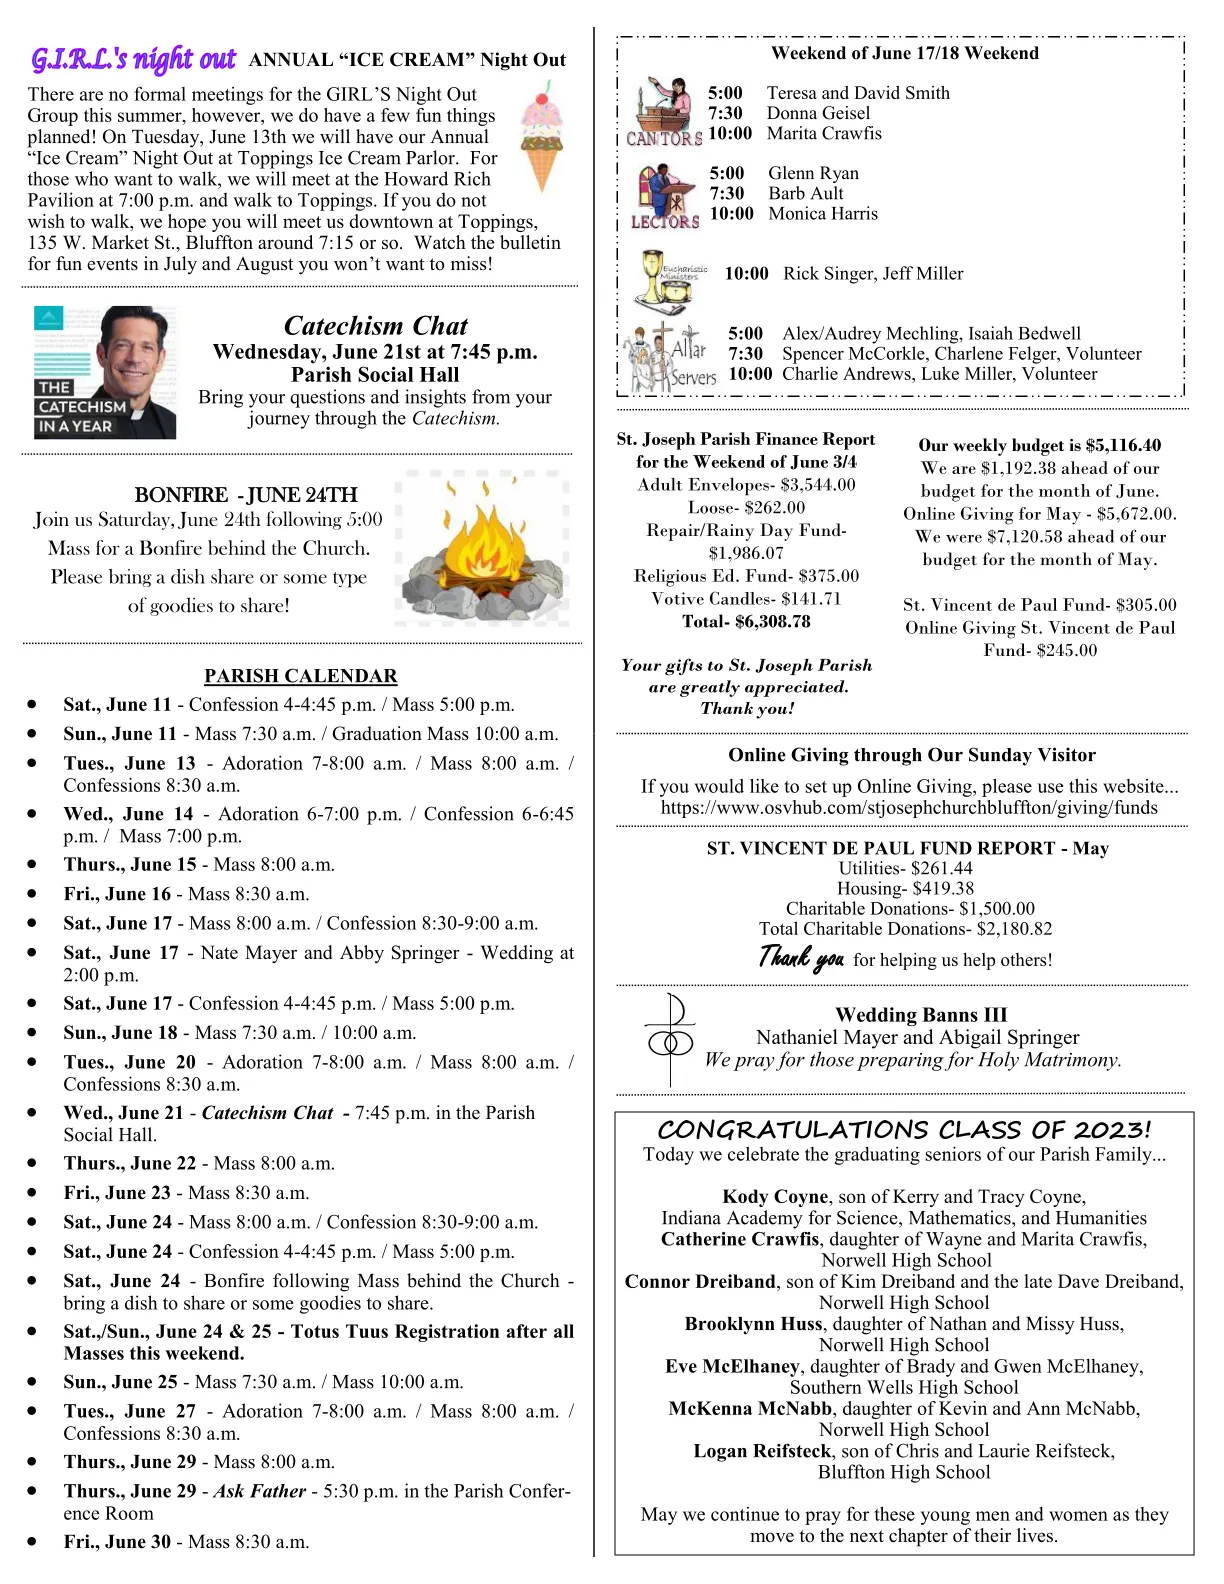 G.I.R.L.'s night out ANNUAL “ICE CREAM” Night Out
There are no formal meetings for the GIRL’S Night Out
Group this summer, however, we do have a few fun things
planned! On Tuesday, June 13th we will have our Annual
“Ice Cream” Night Out at Toppings Ice Cream Parlor. For
those who want to walk, we will meet at the Howard Rich
Pavilion at 7:00 p.m. and walk to Toppings. If you do not
wish to walk, we hope you will meet us downtown at Toppings,
135 W. Market St., Bluffton around 7:15 or so. Watch the bulletin
for fun events in July and August you won’t want to miss!
THE
CATECHISM
IN A YEAR
Catechism Chat
Wednesday, June 21st at 7:45 p.m.
Parish Social Hall
Bring your questions and insights from your
journey through the Catechism.
BONFIRE - JUNE 24TH
Join us Saturday, June 24th following 5:00
Mass for a Bonfire behind the Church.
Please bring a dish share or some type
of goodies to share!
PARISH CALENDAR
• Sat., June 11 - Confession 4-4:45 p.m. / Mass 5:00 p.m.
• Sun., June 11 - Mass 7:30 a.m. / Graduation Mass 10:00 a.m.
• Tues., June 13 - Adoration 7-8:00 a.m. / Mass 8:00 a.m. /
Confessions 8:30 a.m.
• Wed., June 14 - Adoration 6-7:00 p.m. / Confession 6-6:45
p.m. / Mass 7:00 p.m.
• Thurs., June 15 - Mass 8:00 a.m.
• Fri., June 16 - Mass 8:30 a.m.
• Sat., June 17 - Mass 8:00 a.m. / Confession 8:30-9:00 a.m.
• Sat., June 17 - Nate Mayer and Abby Springer - Wedding at
2:00 p.m.
• Sat., June 17 - Confession 4-4:45 p.m. / Mass 5:00 p.m.
• Sun., June 18 - Mass 7:30 a.m. / 10:00 a.m.
• Tues., June 20 - Adoration 7-8:00 a.m. / Mass 8:00 a.m. /
Confessions 8:30 a.m.
• Wed., June 21 - Catechism Chat - 7:45 p.m. in the Parish
Social Hall.
• Thurs., June 22 - Mass 8:00 a.m.
• Fri., June 23 - Mass 8:30 a.m.
• Sat., June 24 - Mass 8:00 a.m. / Confession 8:30-9:00 a.m.
• Sat., June 24 - Confession 4-4:45 p.m. / Mass 5:00 p.m.
• Sat., June 24 - Bonfire following Mass behind the Church -
bring a dish to share or some goodies to share.
• Sat./Sun., June 24 & 25 - Totus Tuus Registration after all
Masses this weekend.
• Sun., June 25 - Mass 7:30 a.m. / Mass 10:00 a.m.
• Tues., June 27 - Adoration 7-8:00 a.m. / Mass 8:00 a.m. /
Confessions 8:30 a.m.
• Thurs., June 29 - Mass 8:00 a.m.
• Thurs., June 29 - Ask Father - 5:30 p.m. in the Parish Confer-
ence Room
• Fri., June 30 - Mass 8:30 a.m.
Weekend of June 17/18 Weekend
CANTORS
5:00 Teresa and David Smith
7:30 Donna Geisel
10:00 Marita Crawfis
LECTORS
5:00 Glenn Ryan
7:30 Barb Ault
10:00 Monica Harris
Eucharistic
Ministers
10:00 Rick Singer, Jeff Miller
Altar
Servers
5:00 Alex/Audrey Mechling, Isaiah Bedwell
7:30 Spencer McCorkle, Charlene Felger, Volunteer
10:00 Charlie Andrews, Luke Miller, Volunteer
St. Joseph Parish Finance Report
for the Weekend of June 3/4
Adult Envelopes- $3,544.00
Loose- $262.00
Repair/Rainy Day Fund-
$1,986.07
Religious Ed. Fund- $375.00
Votive Candles- $141.71
Total- $6,308.78
Your gifts to St. Joseph Parish
are greatly appreciated.
Thank you!
Our weekly budget is $5,116.40
We are $1,192.38 ahead of our
budget for the month of June.
Online Giving for May - $5,672.00.
We were $7,120.58 ahead of our
budget for the month of May.
St. Vincent de Paul Fund- $305.00
Online Giving St. Vincent de Paul
Fund- $245.00
Online Giving through Our Sunday Visitor
If you would like to set up Online Giving, please use this website...
https://www.osvhub.com/stjosephchurchbluffton/giving/funds
ST. VINCENT DE PAUL FUND REPORT - May
Utilities- $261.44
Housing- $419.38
Charitable Donations- $1,500.00
Total Charitable Donations- $2,180.82
Thank you for helping us help others!
Wedding Banns III
Nathaniel Mayer and Abigail Springer
We pray for those preparing for Holy Matrimony.
CONGRATULATIONS CLASS OF 2023!
Today we celebrate the graduating seniors of our Parish Family...
Kody Coyne, son of Kerry and Tracy Coyne,
Indiana Academy for Science, Mathematics, and Humanities
Catherine Crawfis, daughter of Wayne and Marita Crawfis,
Norwell High School
Connor Dreiband, son of Kim Dreiband and the late Dave Dreiband,
Norwell High School
Brooklynn Huss, daughter of Nathan and Missy Huss,
Norwell High School
Eve McElhaney, daughter of Brady and Gwen McElhaney,
Southern Wells High School
McKenna McNabb, daughter of Kevin and Ann McNabb,
Norwell High School
Logan Reifsteck, son of Chris and Laurie Reifsteck,
Bluffton High School
May we continue to pray for these young men and women as they
move to the next chapter of their lives.